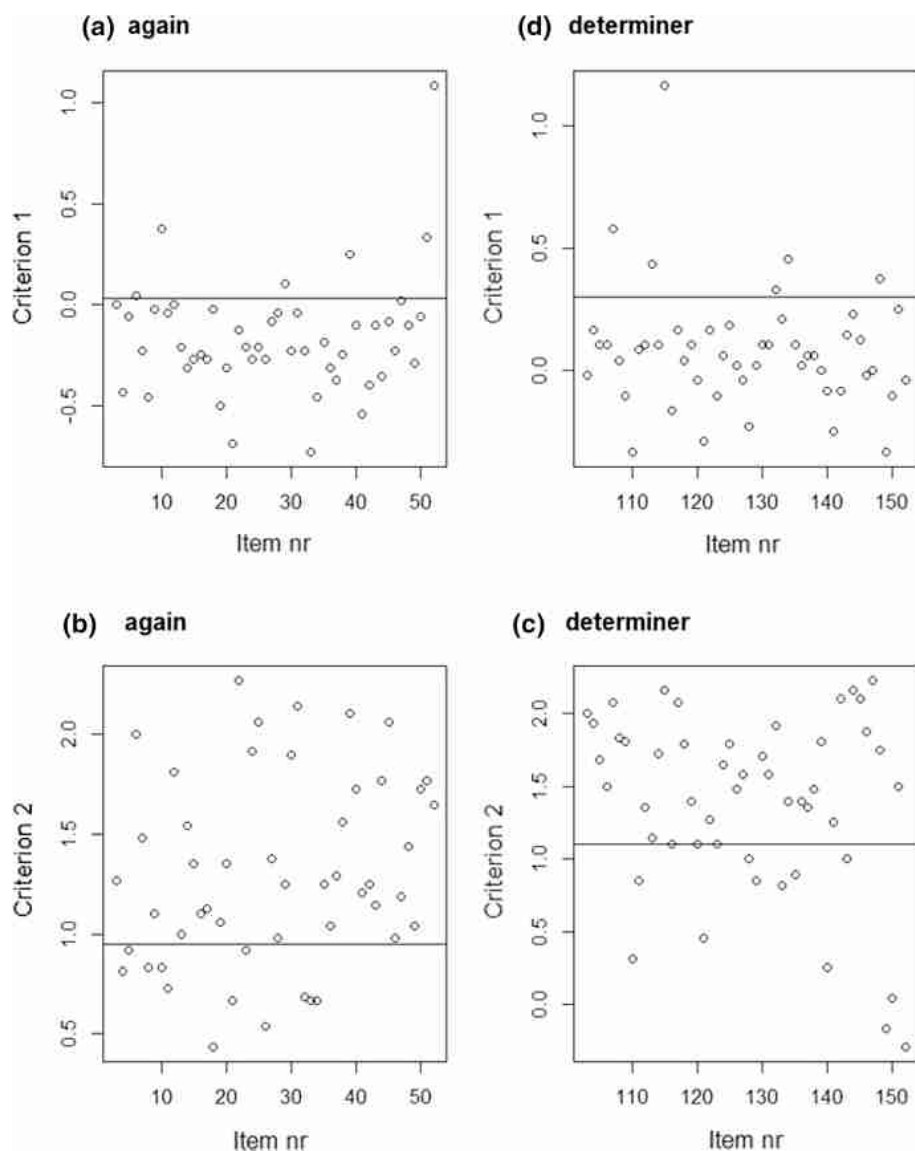 (a) again
1.0
0.5
0.0
-0.5
Criterion 1
10 20 30 40 50
Item nr
(d) determiner
1.0
0.5
0.0
Criterion 1
110 120 130 140 150
Item nr
(b) again
2.0
1.5
1.0
0.5
Criterion 2
10 20 30 40 50
Item nr
(c) determiner
2.0
1.5
1.0
0.5
0.0
Criterion 2
110 120 130 140 150
Item nr